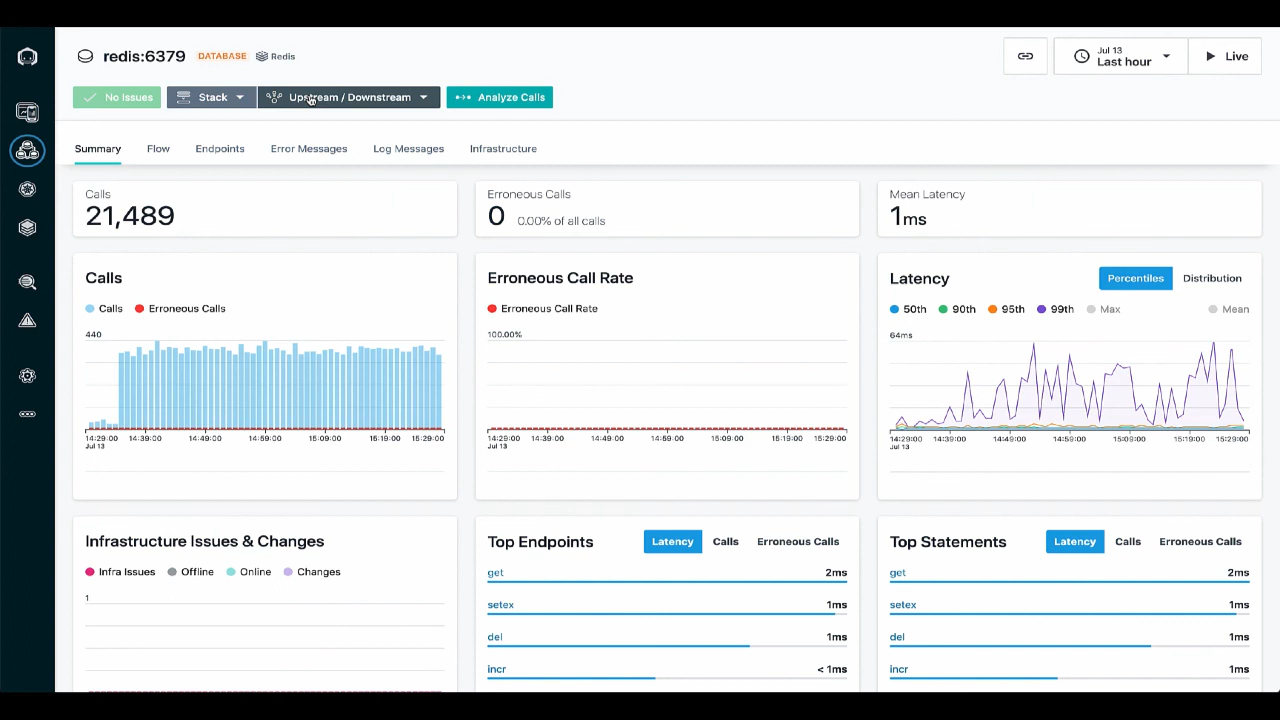 redis:6379 DATABASE Redis
Jul 13
Last hour
Live
No Issues Stack Upstream / Downstream Analyze Calls
Summary Flow Endpoints Error Messages Log Messages Infrastructure
Calls
21,489
Erroneous Calls
0 0.00% of all calls
Mean Latency
1ms
Calls
Calls Erroneous Calls
440
14:29:00 14:39:00 14:49:00 14:59:00 15:09:00 15:19:00 15:29:00
Jul 13
Erroneous Call Rate
Erroneous Call Rate
100.00%
14:29:00 14:39:00 14:49:00 14:59:00 15:09:00 15:19:00 15:29:00
Jul 13
Latency Percentiles Distribution
50th 90th 95th 99th Max Mean
64ms
14:29:00 14:39:00 14:49:00 14:59:00 15:09:00 15:19:00 15:29:00
Jul 13
Infrastructure Issues & Changes
Infra Issues Offline Online Changes
1
Top Endpoints Latency Calls Erroneous Calls
get 2ms
setex 1ms
del 1ms
incr < 1ms
Top Statements Latency Calls Erroneous Calls
get 2ms
setex 1ms
del 1ms
incr 1ms